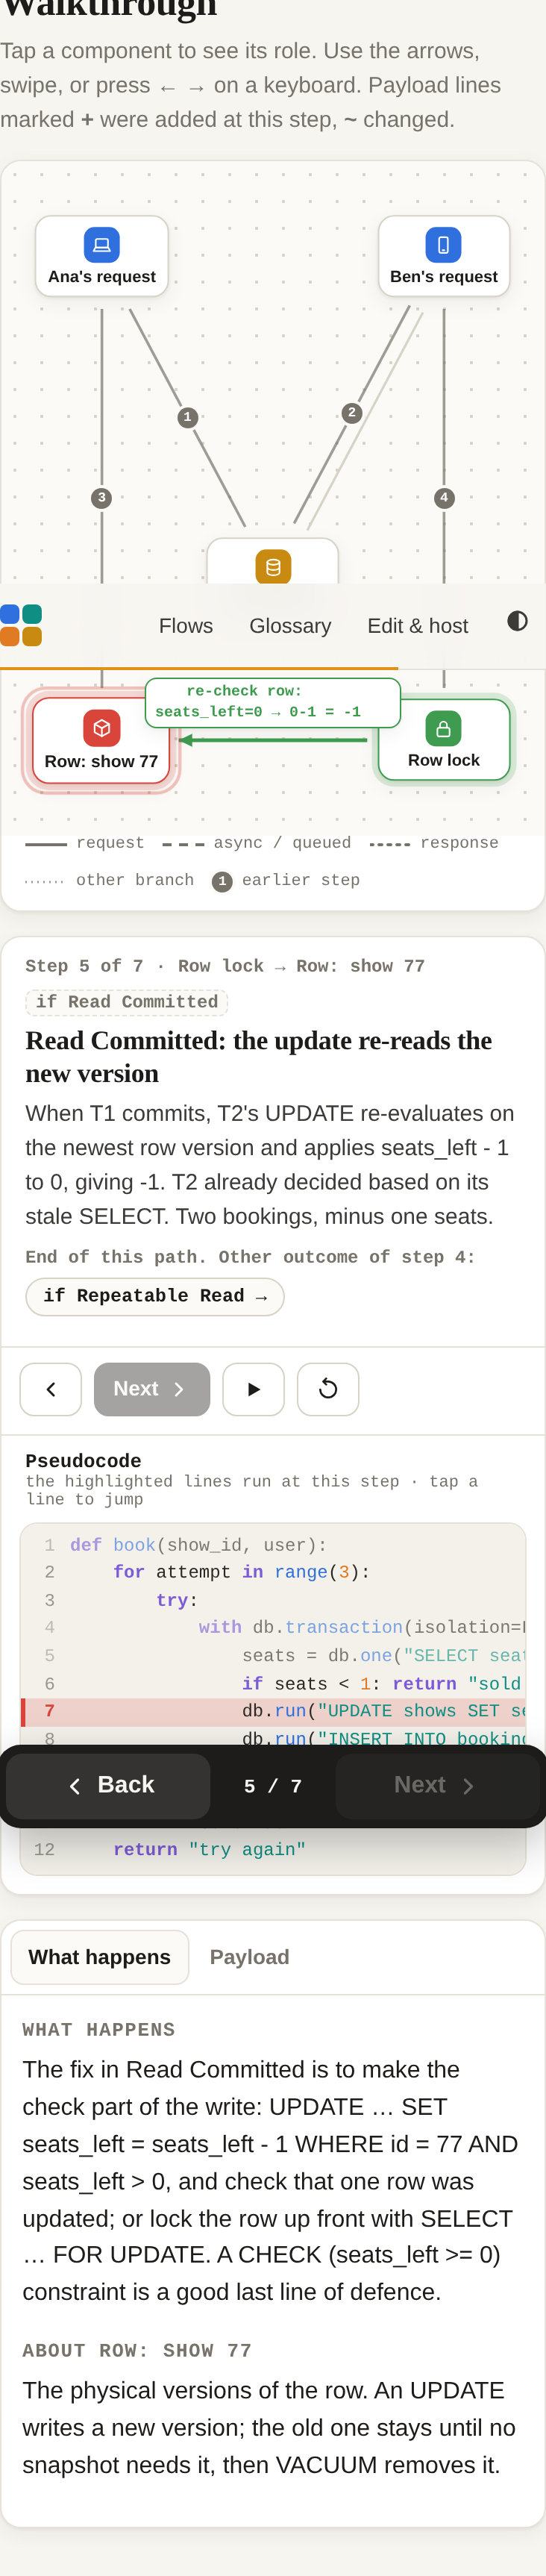 Walkthrough
Tap a component to see its role. Use the arrows,
swipe, or press ← → on a keyboard. Payload lines
marked + were added at this step, ~ changed.
Ana's request
Ben's request
1
2
3
4
Flows
Glossary
Edit & host
re-check row:
seats_left=0 → 0-1 = -1
Row: show 77
Row lock
request
async / queued
response
other branch
1 earlier step
Step 5 of 7 · Row lock → Row: show 77
if Read Committed
Read Committed: the update re-reads the
new version
When T1 commits, T2's UPDATE re-evaluates on
the newest row version and applies seats_left - 1
to 0, giving -1. T2 already decided based on its
stale SELECT. Two bookings, minus one seats.
End of this path. Other outcome of step 4:
if Repeatable Read →
Next
Pseudocode
the highlighted lines run at this step · tap a
line to jump
1 def book(show_id, user):
2 for attempt in range(3):
3 try:
4 with db.transaction(isolation=
5 seats = db.one("SELECT seat
6 if seats < 1: return "sold
7 db.run("UPDATE shows SET se
8 db.run("INSERT INTO booking
Back
5 / 7
Next
12 return "try again"
What happens
Payload
WHAT HAPPENS
The fix in Read Committed is to make the
check part of the write: UPDATE … SET
seats_left = seats_left - 1 WHERE id = 77 AND
seats_left > 0, and check that one row was
updated; or lock the row up front with SELECT
… FOR UPDATE. A CHECK (seats_left >= 0)
constraint is a good last line of defence.
ABOUT ROW: SHOW 77
The physical versions of the row. An UPDATE
writes a new version; the old one stays until no
snapshot needs it, then VACUUM removes it.